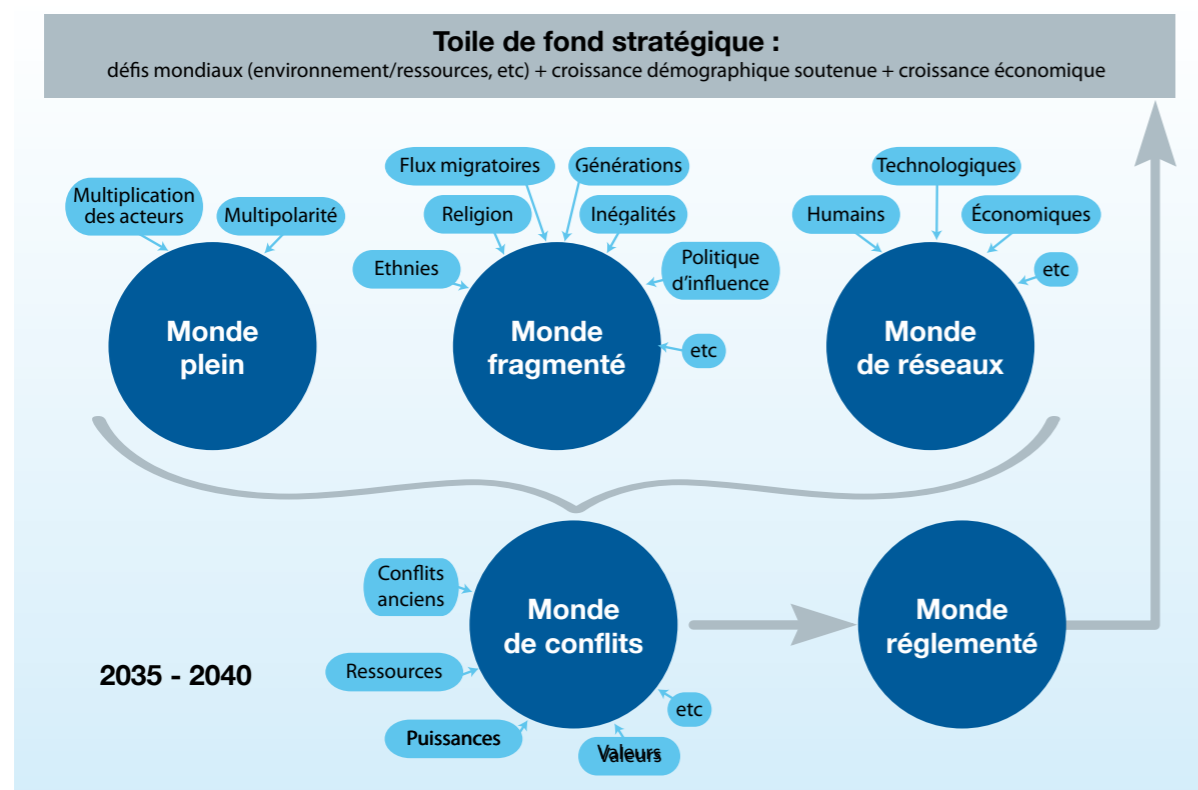 Toile de fond stratégique :
défis mondiaux (environnement/ressources, etc) + croissance démographique soutenue + croissance économique
Multiplication
des acteurs
Multipolarité
Monde
plein
Flux migratoires
Générations
Religion
Inégalités
Ethnies
Politique
d’influence
etc
Monde
fragmenté
Technologiques
Humains
Économiques
etc
Monde
de réseaux
Conflits
anciens
Ressources
Puissances
Valeurs
etc
Monde
de conflits
Monde
réglementé
2035 - 2040